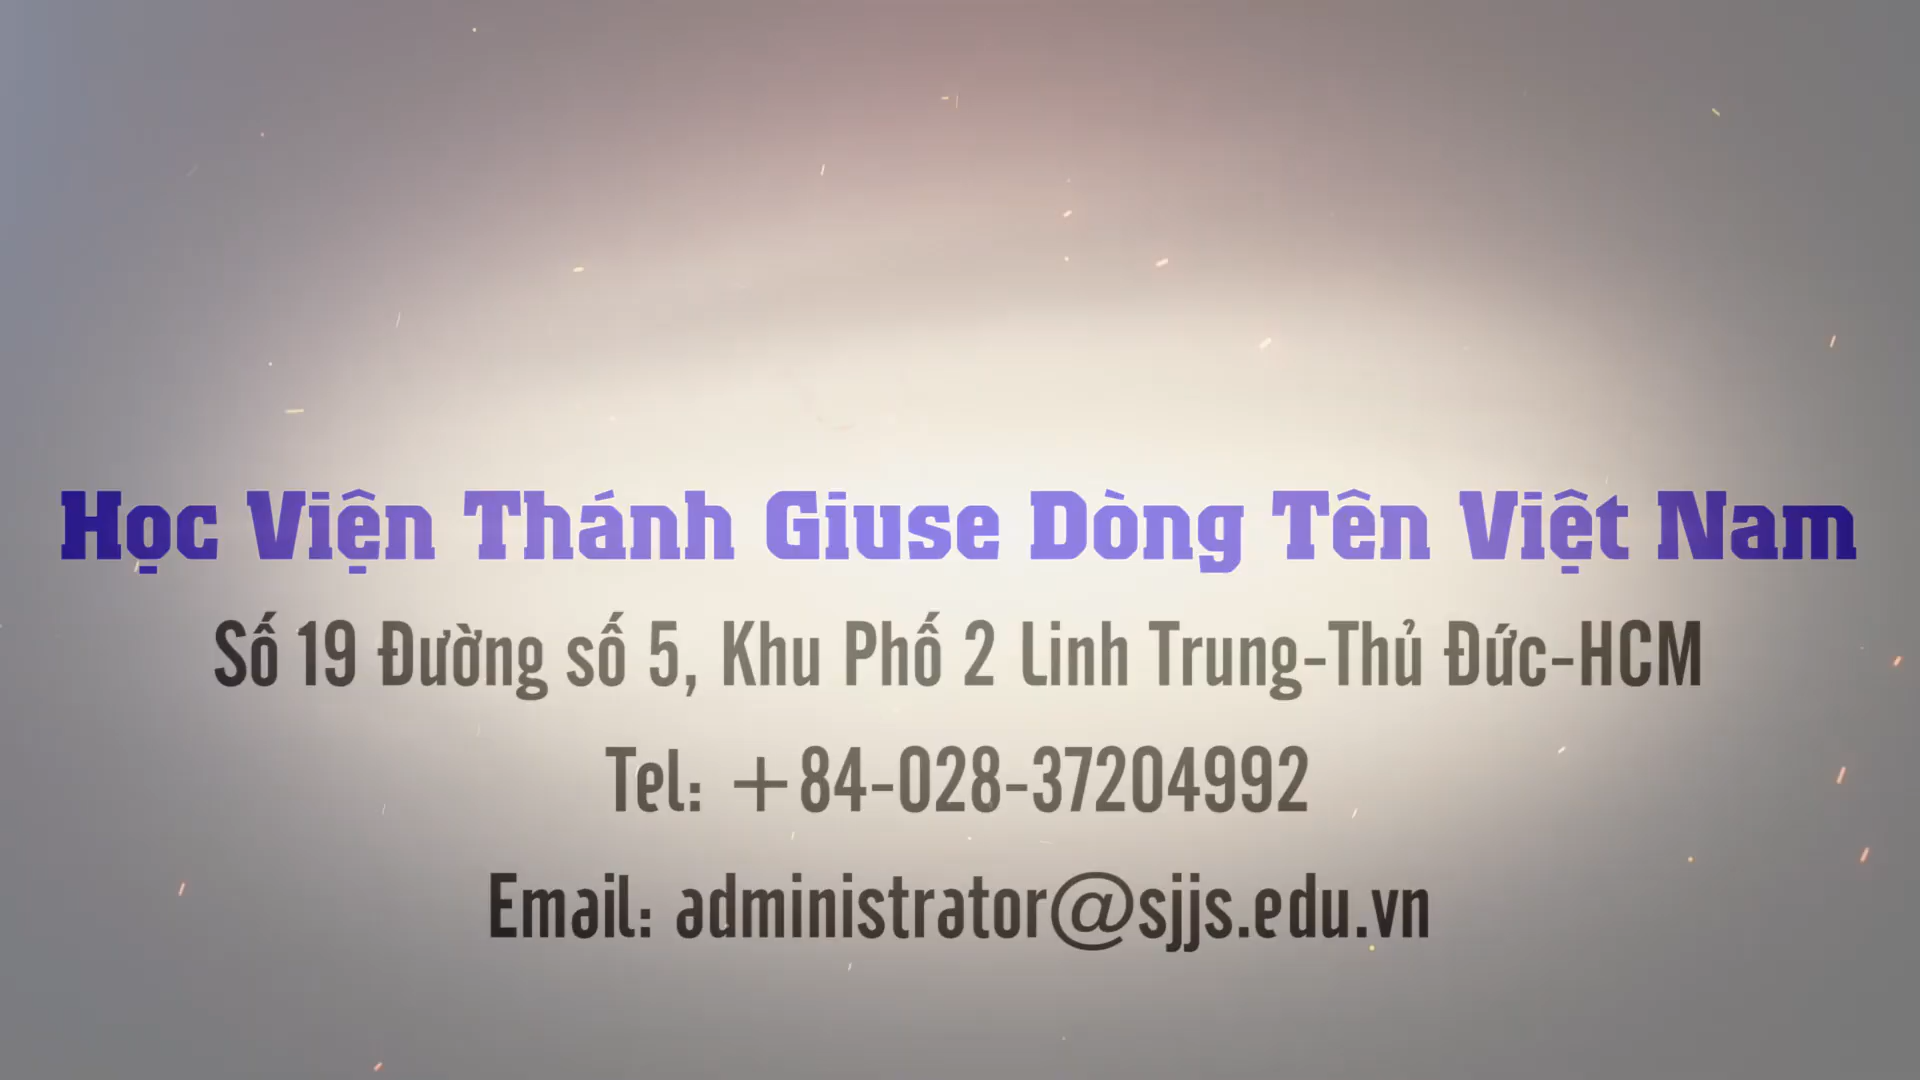 Học Viện Thánh Giuse Dòng Tên Việt Nam
Số 19 Đường số 5, Khu Phố 2 Linh Trung-Thủ Đức-HCM
Tel: +84-028-37204992
Email: administrator@sjjs.edu.vn